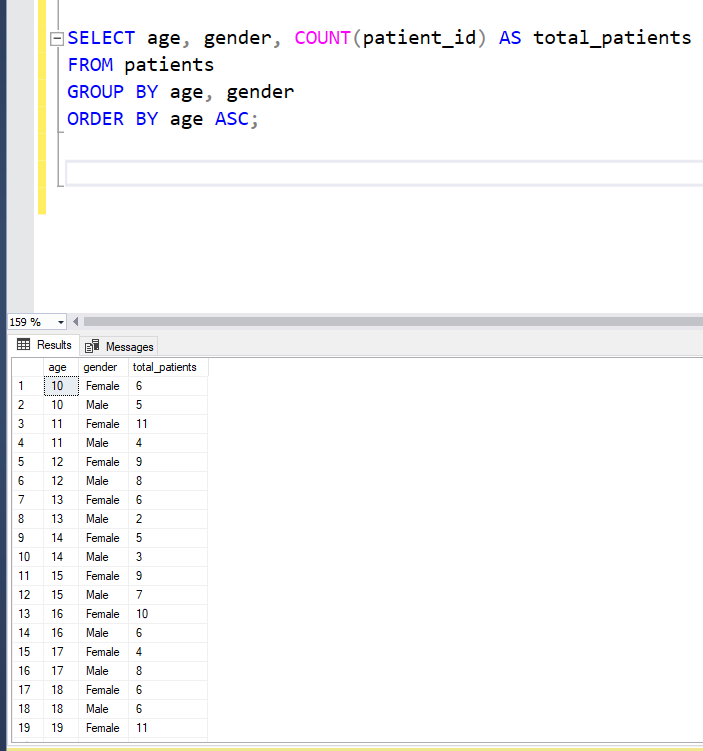 SELECT age, gender, COUNT(patient_id) AS total_patients
FROM patients
GROUP BY age, gender
ORDER BY age ASC;
159 %
Results Messages
age gender total_patients
1 10 Female 6
2 10 Male 5
3 11 Female 11
4 11 Male 4
5 12 Female 9
6 12 Male 8
7 13 Female 6
8 13 Male 2
9 14 Female 5
10 14 Male 3
11 15 Female 9
12 15 Male 7
13 16 Female 10
14 16 Male 6
15 17 Female 4
16 17 Male 8
17 18 Female 6
18 18 Male 6
19 19 Female 11